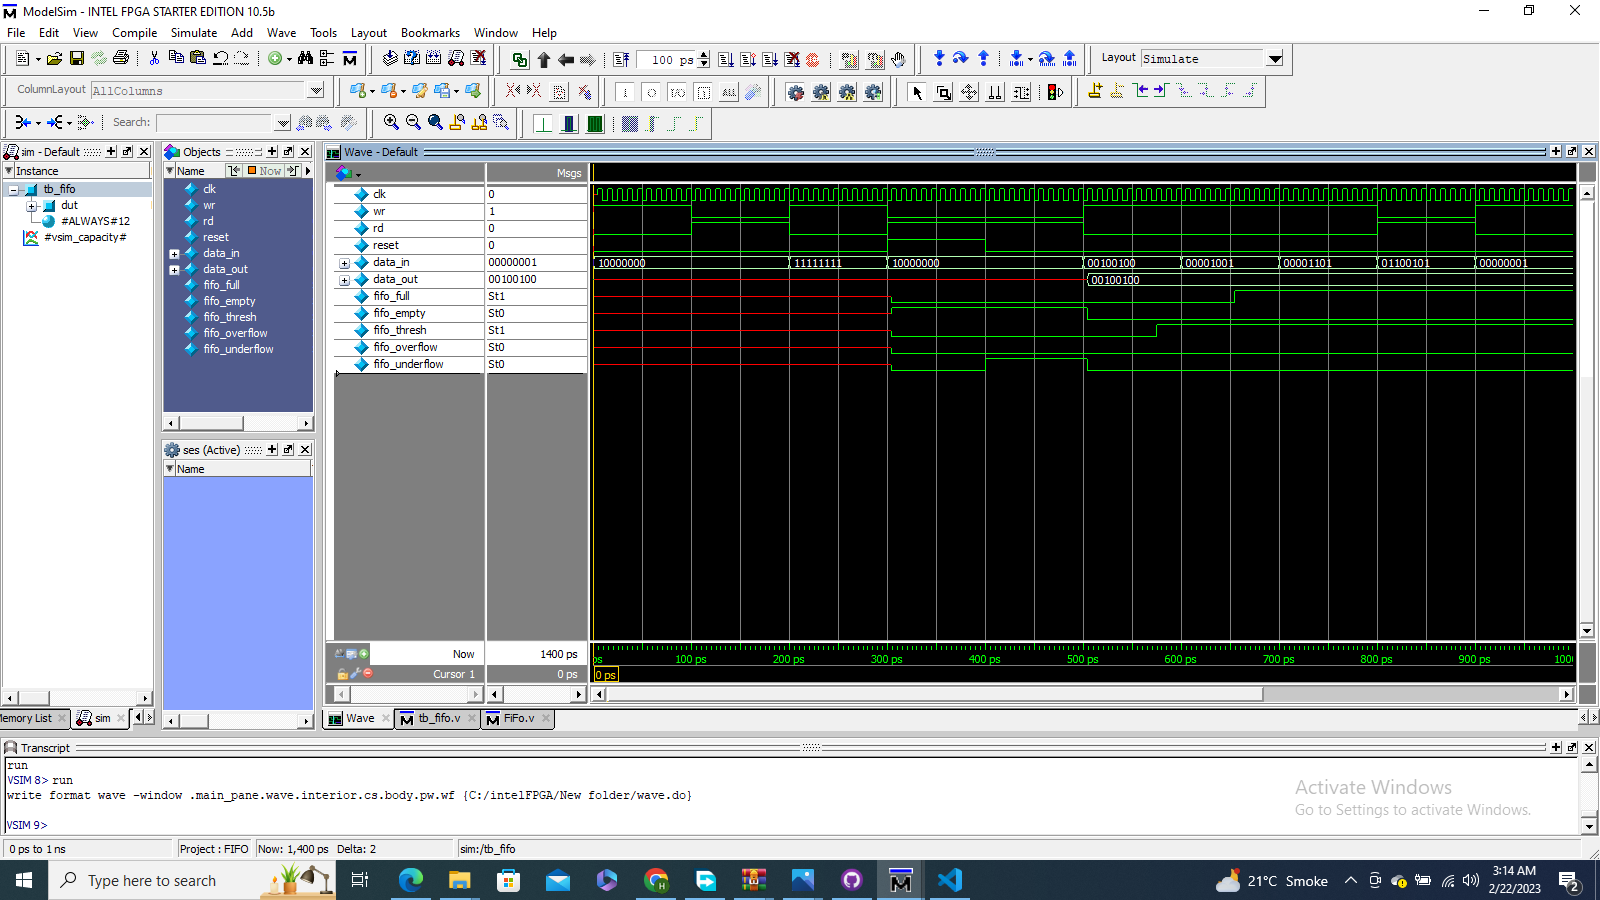 ModelSim - INTEL FPGA STARTER EDITION 10.5b
File Edit View Compile Simulate Add Wave Tools Layout Bookmarks Window Help
100 ps
Layout Simulate
ColumnLayout AllColumns
Search:
sim - Default
Instance
tb_fifo
dut
#ALWAYS#12
#vsim_capacity#
Objects
Name Now
clk
wr
rd
reset
data_in
data_out
fifo_full
fifo_empty
fifo_thresh
fifo_overflow
fifo_underflow
ses (Active)
Name
Wave - Default
Msgs
clk 0
wr 1
rd 0
reset 0
data_in 00000001 10000000 11111111 10000000 00100100 00001001 00001101 01100101 00000001
data_out 00100100 00100100
fifo_full St1
fifo_empty St0
fifo_thresh St1
fifo_overflow St0
fifo_underflow St0
Now 1400 ps
ps 100 ps 200 ps 300 ps 400 ps 500 ps 600 ps 700 ps 800 ps 900 ps 1000
Cursor 1 0 ps 0 ps
Memory List sim
Wave tb_fifo.v FiFo.v
Transcript
run
VSIM 8> run
write format wave -window .main_pane.wave.interior.cs.body.pw.wf {C:/intelFPGA/New folder/wave.do}
VSIM 9>
Activate Windows
Go to Settings to activate Windows.
0 ps to 1 ns Project : FIFO Now: 1,400 ps Delta: 2 sim:/tb_fifo
Type here to search
21°C Smoke
3:14 AM
2/22/2023
2